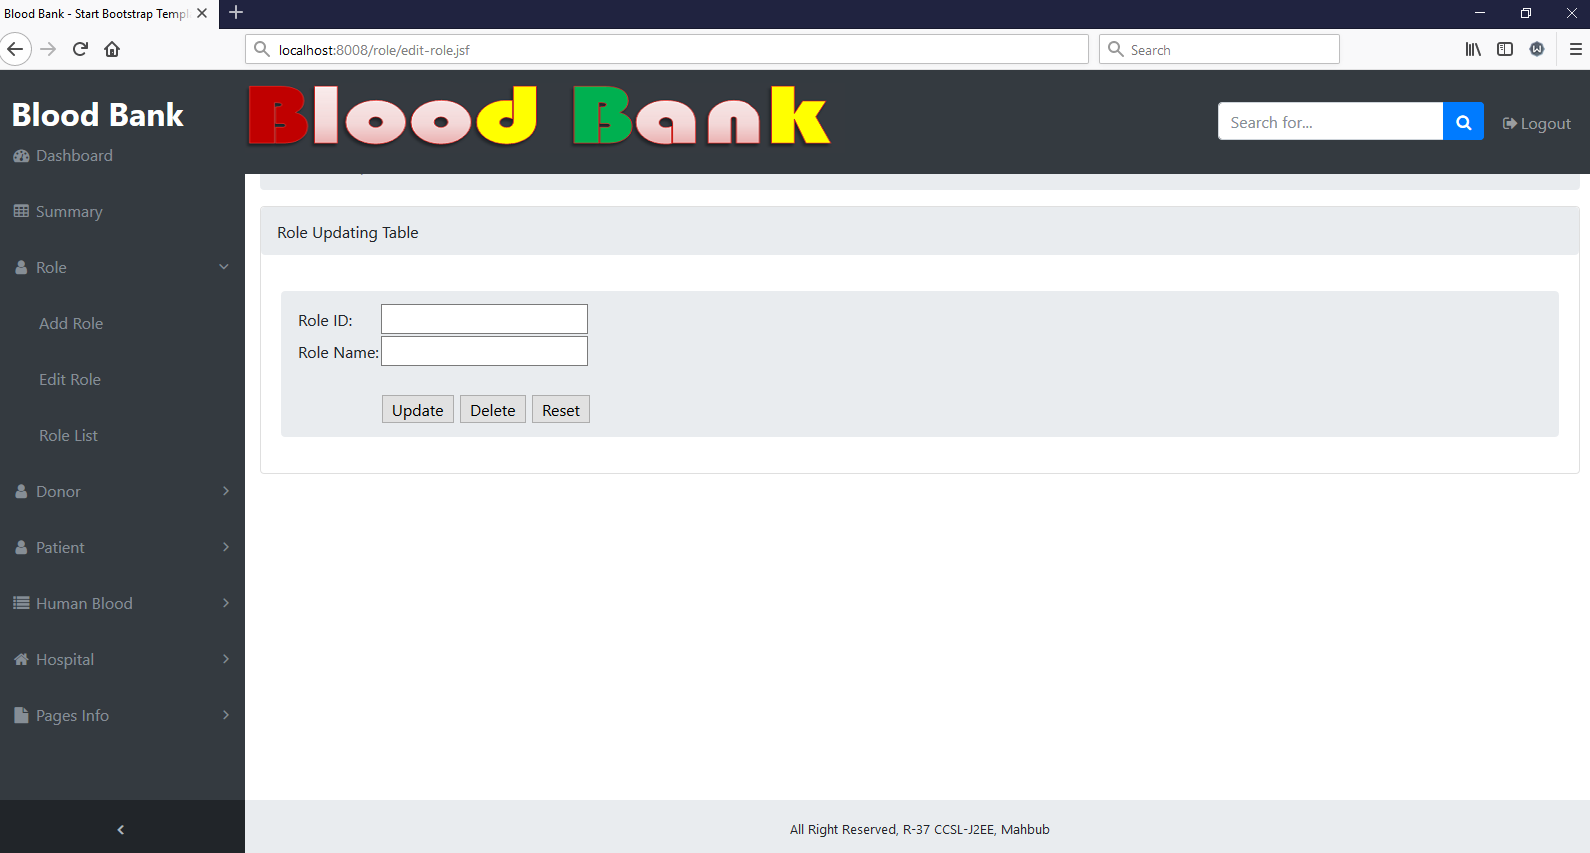 Blood Bank - Start Bootstrap Templ
localhost:8008/role/edit-role.jsf
Search
Blood Bank
Blood Bank
Search for...
Logout
Dashboard
Summary
Role
Add Role
Edit Role
Role List
Donor
Patient
Human Blood
Hospital
Pages Info
Role Updating Table
Role ID:
Role Name:
Update Delete Reset
All Right Reserved, R-37 CCSL-J2EE, Mahbub